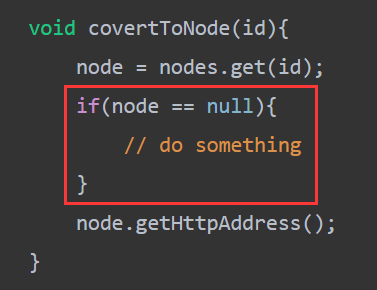 void covertToNode(id){
node = nodes.get(id);
if(node == null){
// do something
}
node.getHttpAddress();
}